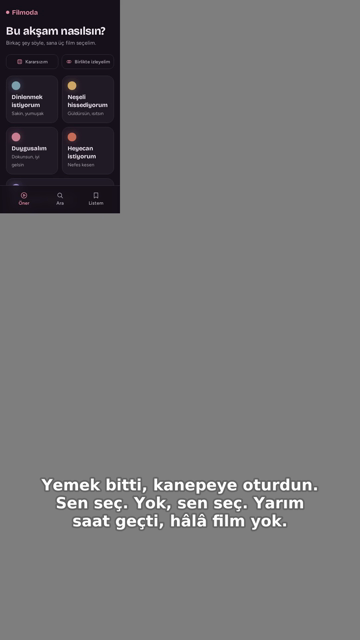 Filmoda
Bu akşam nasılsın?
Birkaç şey söyle, sana üç film seçelim.
Kararsızım
Birlikte izleyelim
Dinlenmek istiyorum
Sakin, yumuşak
Neşeli hissediyorum
Güldürsün, ısıtsın
Duygusalım
Dokunsun, iyi gelsin
Heyecan istiyorum
Nefes kesen
Öner
Ara
Listem
Yemek bitti, kanepeye oturdun.
Sen seç. Yok, sen seç. Yarım
saat geçti, hâlâ film yok.